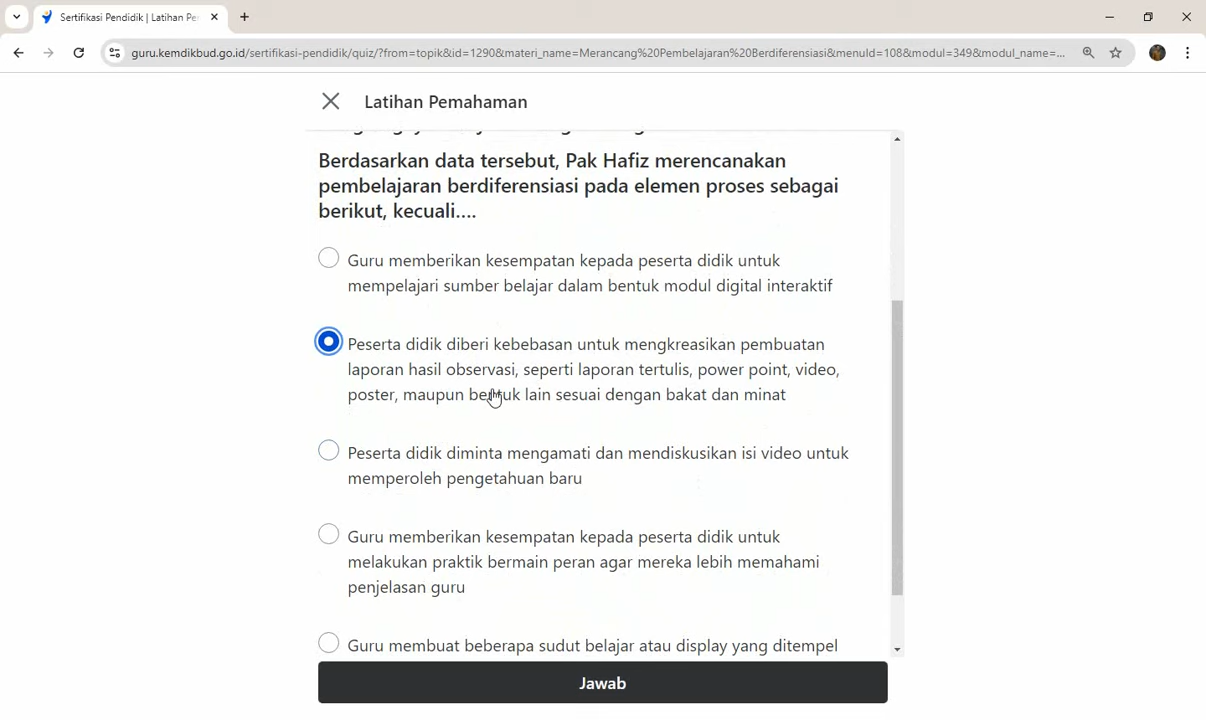 Sertifikasi Pendidik | Latihan Pe
guru.kemdikbud.go.id/sertifikasi-pendidik/quiz/?from=topik&id=1290&materi_name=Merancang%20Pembelajaran%20Berdiferensiasi&menuId=108&modul=349&modul_name=...
Latihan Pemahaman
Berdasarkan data tersebut, Pak Hafiz merencanakan
pembelajaran berdiferensiasi pada elemen proses sebagai
berikut, kecuali....
Guru memberikan kesempatan kepada peserta didik untuk
mempelajari sumber belajar dalam bentuk modul digital interaktif
Peserta didik diberi kebebasan untuk mengkreasikan pembuatan
laporan hasil observasi, seperti laporan tertulis, power point, video,
poster, maupun bentuk lain sesuai dengan bakat dan minat
Peserta didik diminta mengamati dan mendiskusikan isi video untuk
memperoleh pengetahuan baru
Guru memberikan kesempatan kepada peserta didik untuk
melakukan praktik bermain peran agar mereka lebih memahami
penjelasan guru
Guru membuat beberapa sudut belajar atau display yang ditempel
Jawab